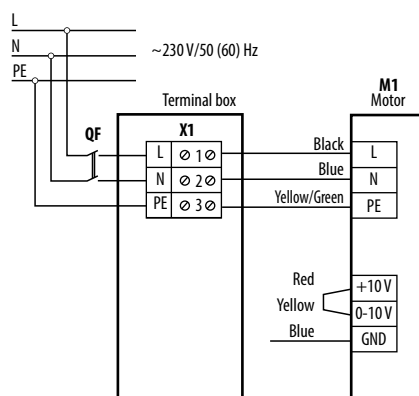 L
N
~230 V/50 (60) Hz
PE
M1
Motor
Terminal box
QF
X1
L 1
Black
L
N 2
Blue
N
PE 3
Yellow/Green
PE
Red
+10 V
Yellow
0-10 V
Blue
GND